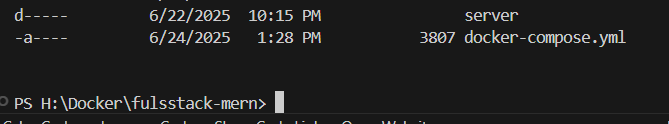 d-----         6/22/2025  10:15 PM                server
-a----         6/24/2025   1:28 PM           3807 docker-compose.yml
PS H:\Docker\fulsstack-mern>